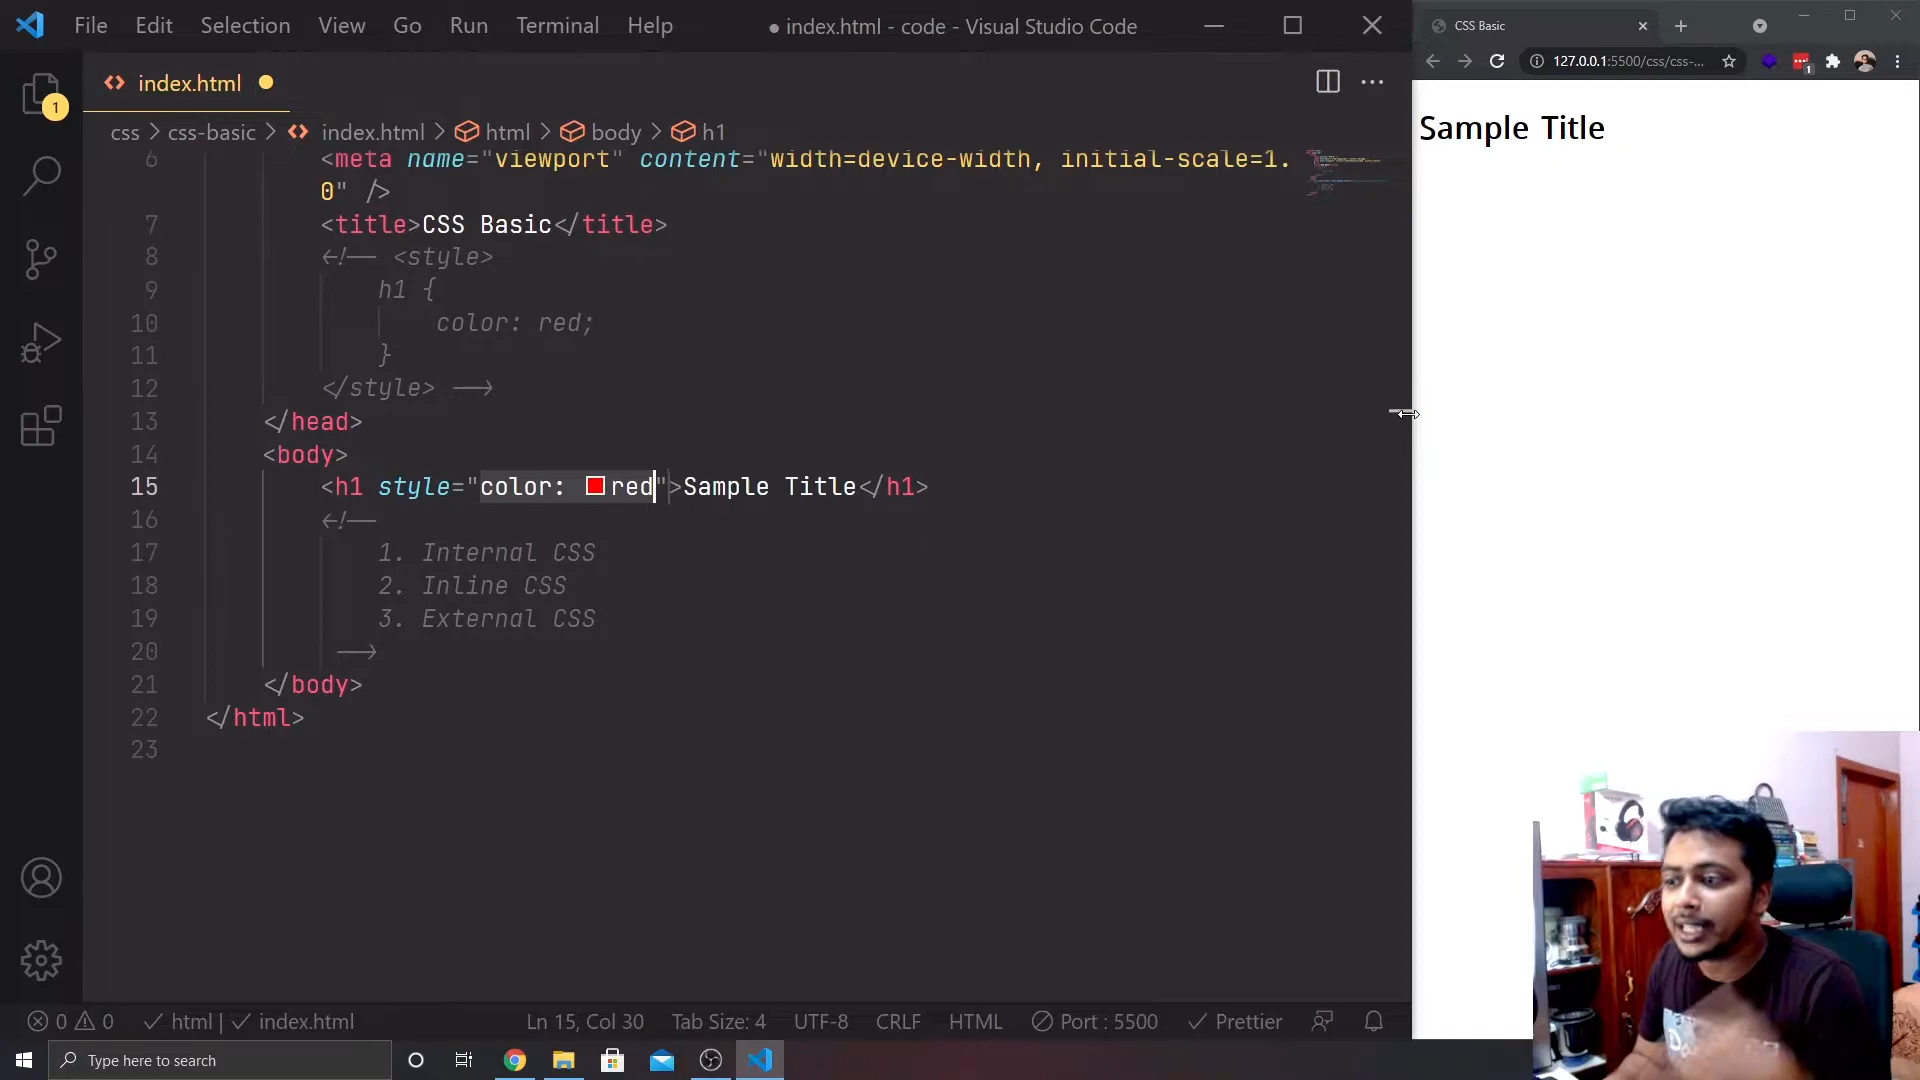 File Edit Selection View Go Run Terminal Help
● index.html - code - Visual Studio Code
index.html
1
css > css-basic > index.html > html > body > h1
6 <meta name="viewport" content="width=device-width, initial-scale=1.
0" />
7 <title>CSS Basic</title>
8 <!-- <style>
9 h1 {
10 color: red;
11 }
12 </style> -->
13 </head>
14 <body>
15 <h1 style="color: red">Sample Title</h1>
16 <!--
17 1. Internal CSS
18 2. Inline CSS
19 3. External CSS
20 -->
21 </body>
22 </html>
23
0 0 html | index.html Ln 15, Col 30 Tab Size: 4 UTF-8 CRLF HTML Port : 5500 Prettier
Type here to search
CSS Basic
127.0.0.1:5500/css/css-...
1
Sample Title